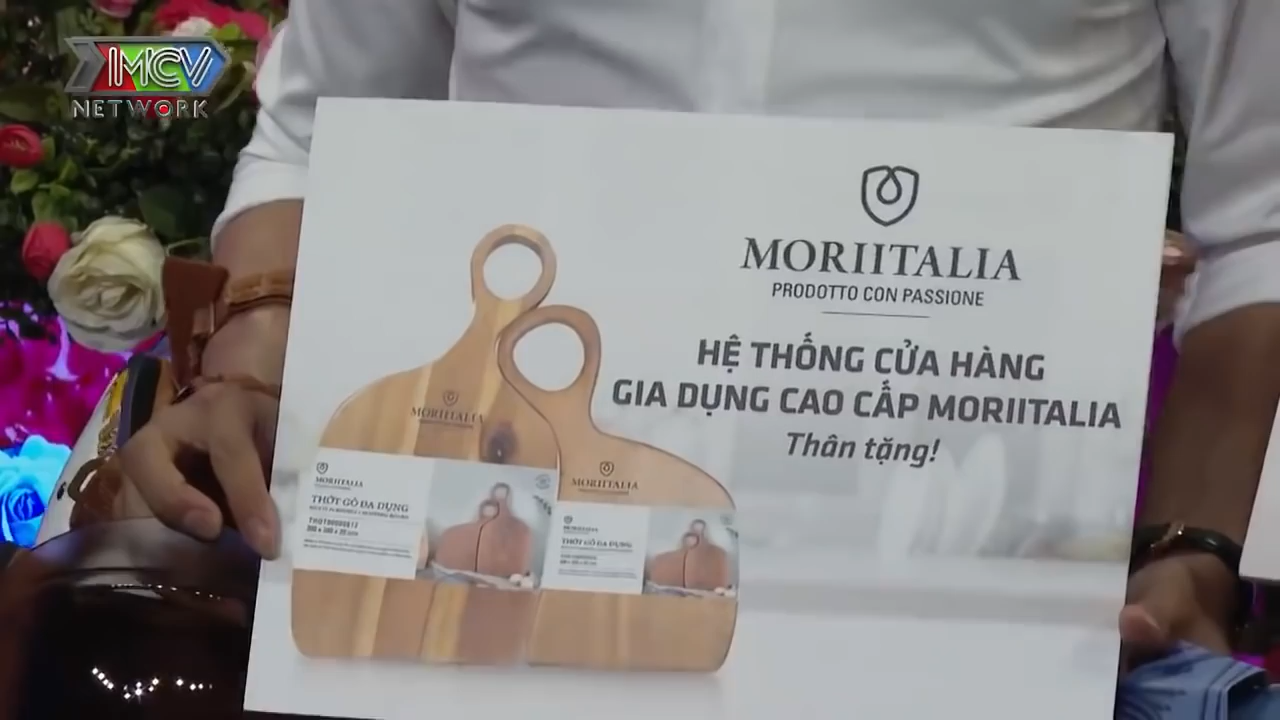 MCV
NETWORK
MORIITALIA
PRODOTTO CON PASSIONE
HỆ THỐNG CỬA HÀNG
GIA DỤNG CAO CẤP MORIITALIA
Thân tặng!
MORIITALIA
MORIITALIA
MORIITALIA
THỚT GỖ ĐA DỤNG
MORIITALIA
THỚT GỖ ĐA DỤNG